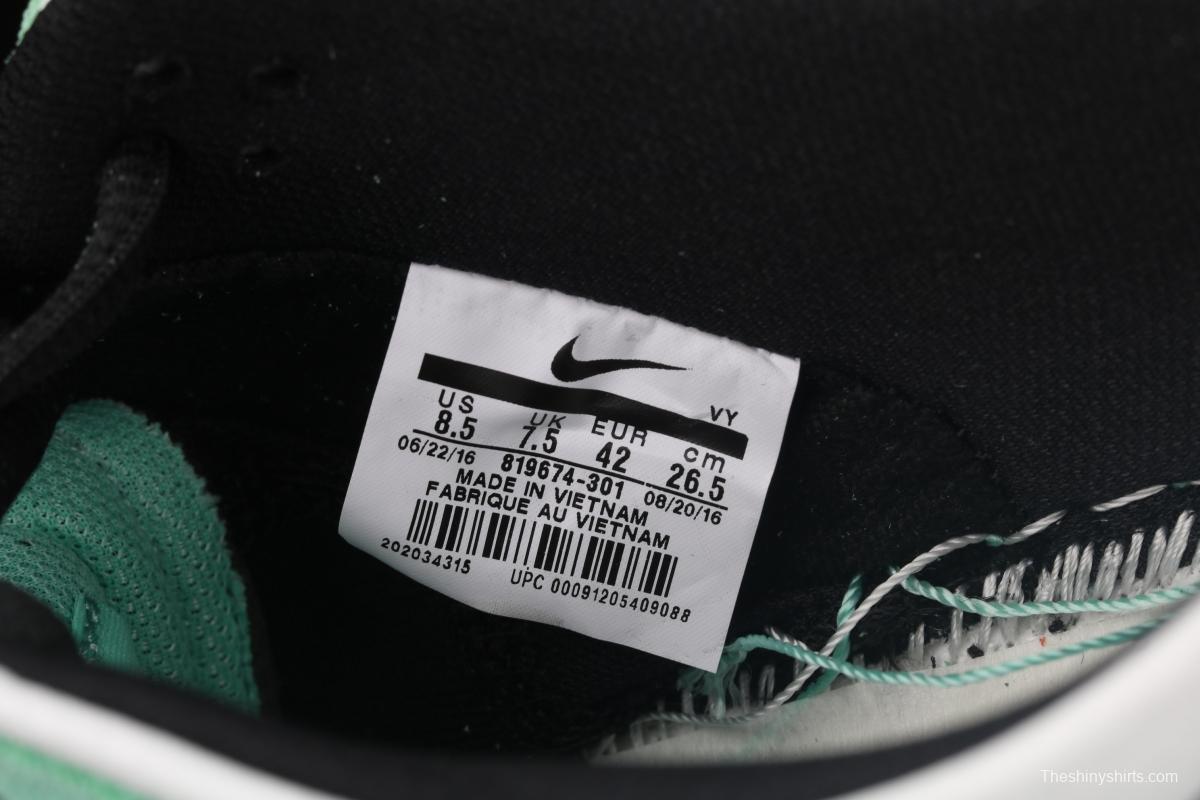 VY
US UK EUR cm
8.5 7.5 42 26.5
06/22/16 819674-301 08/20/16
MADE IN VIETNAM
FABRIQUE AU VIETNAM
202034315 UPC 00091205409088
Theshinyshirts.com